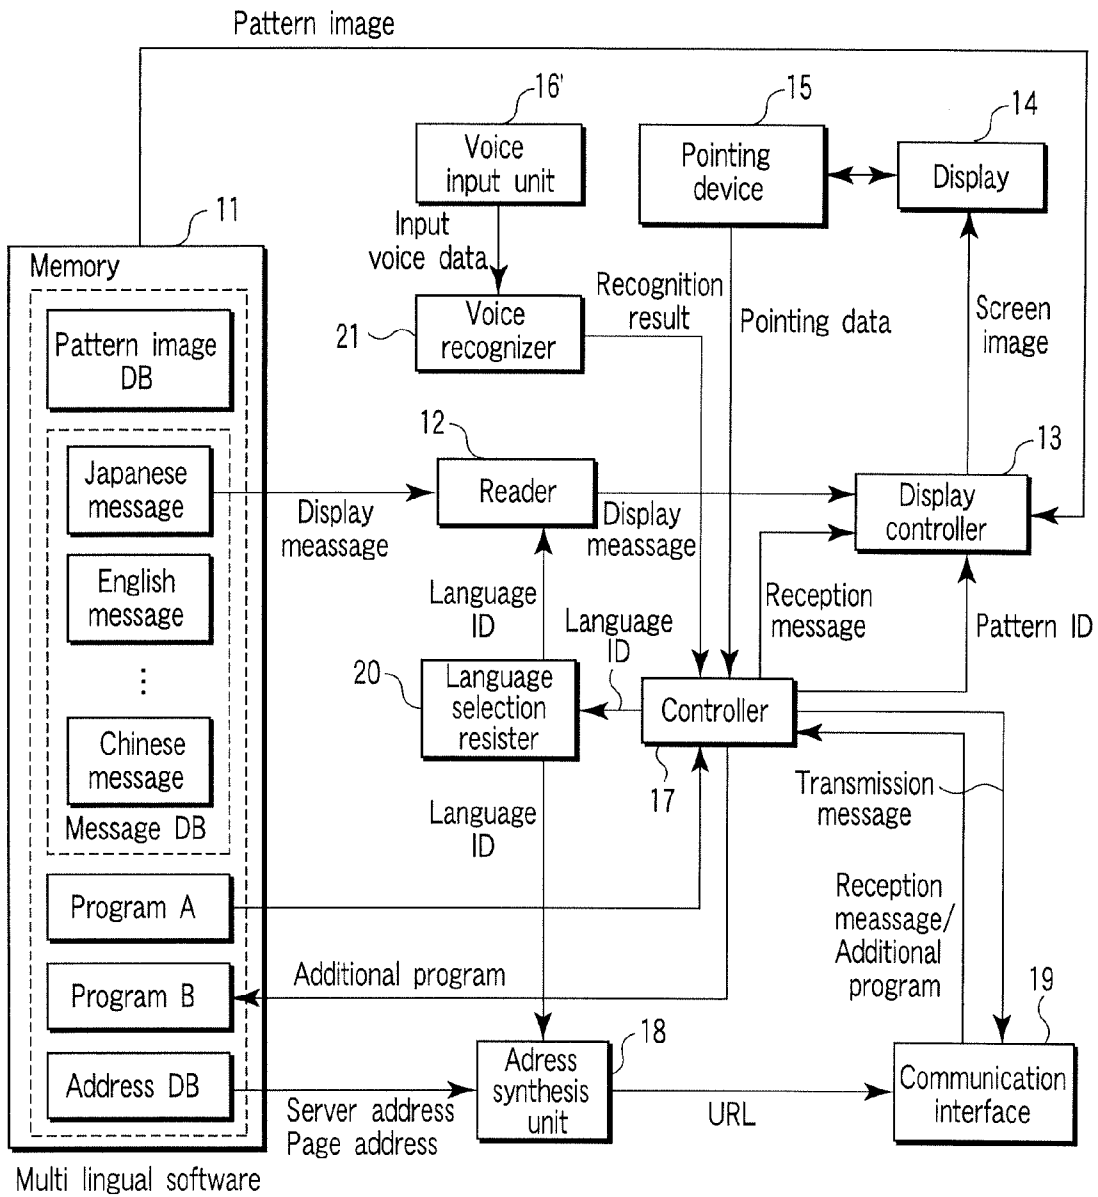 Pattern image
16'
15
14
Voice
input unit
Pointing
device
Display
11
Input
voice data
Memory
Recognition
result
Pointing data
Screen
image
Pattern image
DB
21
Voice
recognizer
12
13
Japanese
message
Reader
Display
controller
Display
meassage
Display
meassage
English
message
Language
ID
Language
ID
Reception
message
Pattern ID
20
Language
selection
resister
Controller
Chinese
message
17
Transmission
message
Message DB
Language
ID
Program A
Reception
meassage/
Additional
program
Additional program
Program B
18
19
Adress
synthesis
unit
Communication
interface
Address DB
Server address
Page address
URL
Multi lingual software